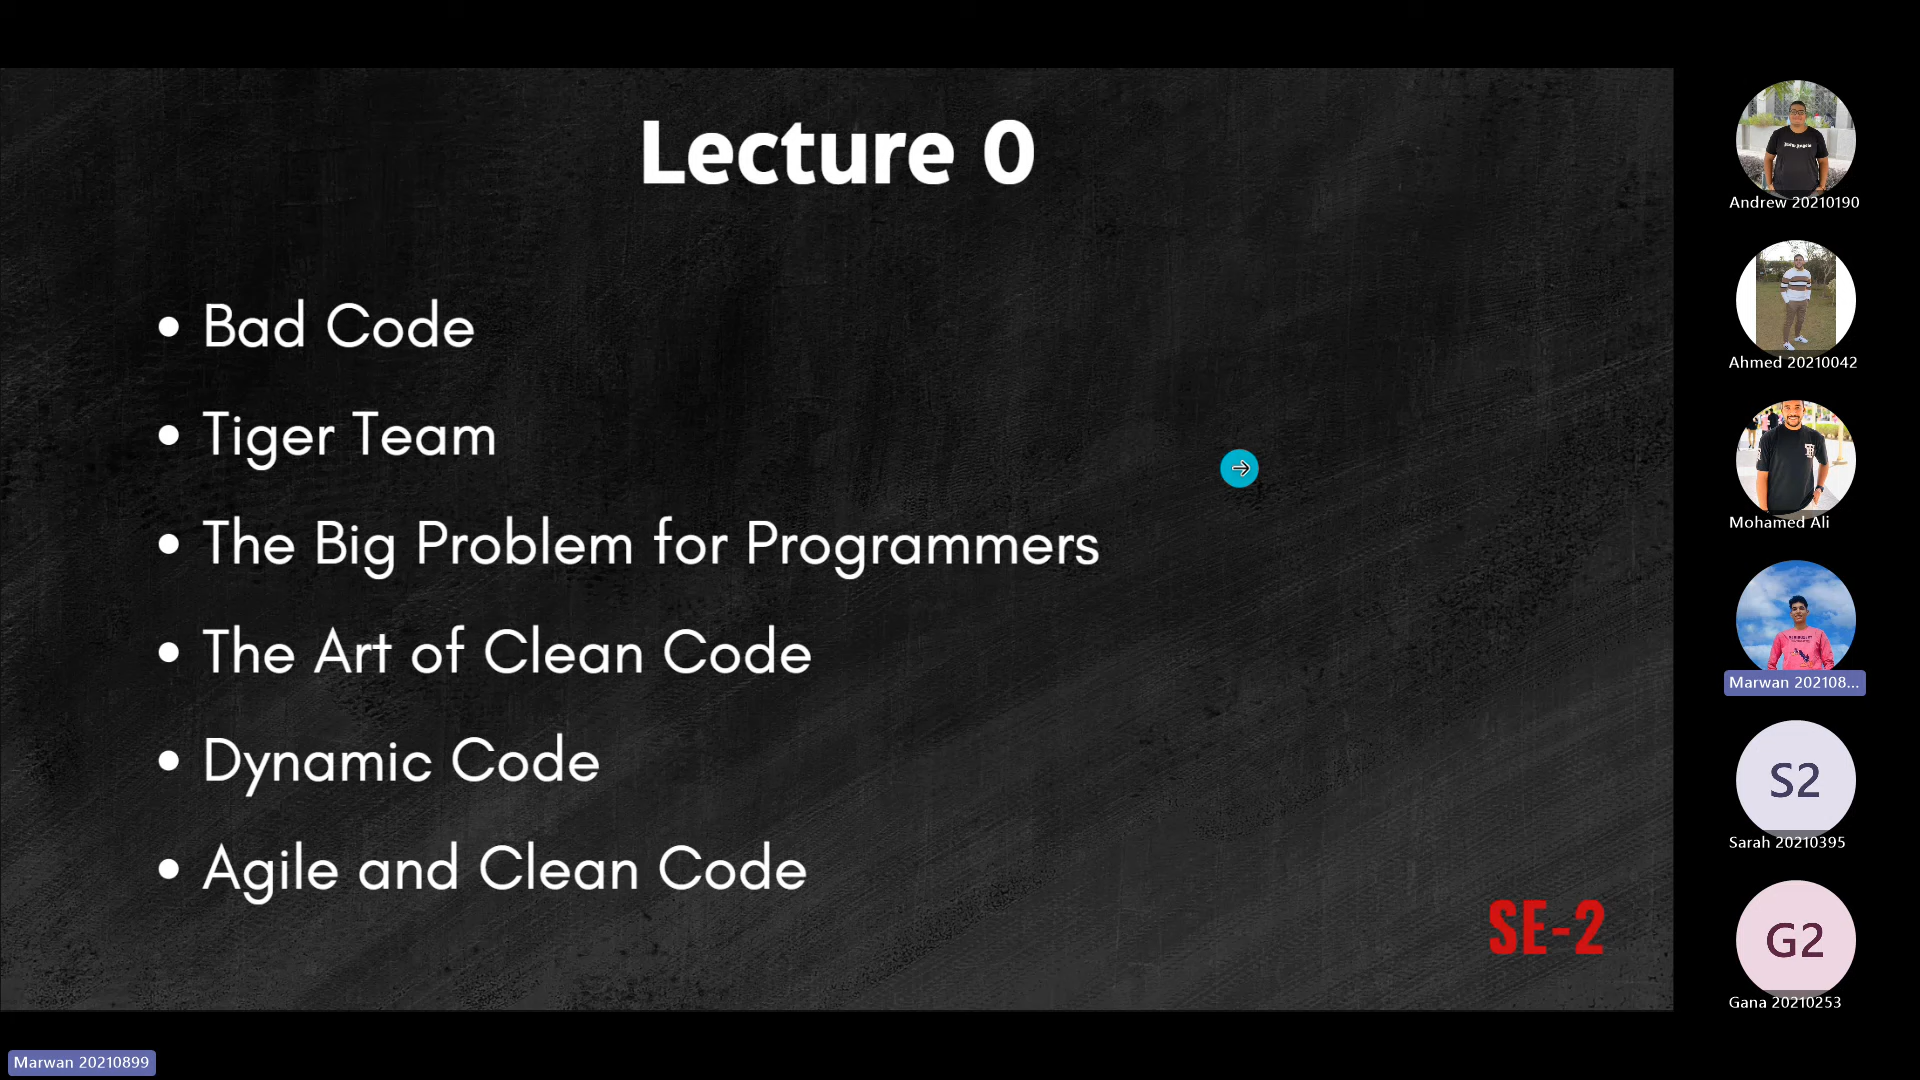 Lecture 0
• Bad Code
• Tiger Team
• The Big Problem for Programmers
• The Art of Clean Code
• Dynamic Code
• Agile and Clean Code
SE-2
Andrew 20210190
Ahmed 20210042
Mohamed Ali
Marwan 202108...
S2
Sarah 20210395
G2
Gana 20210253
Marwan 20210899